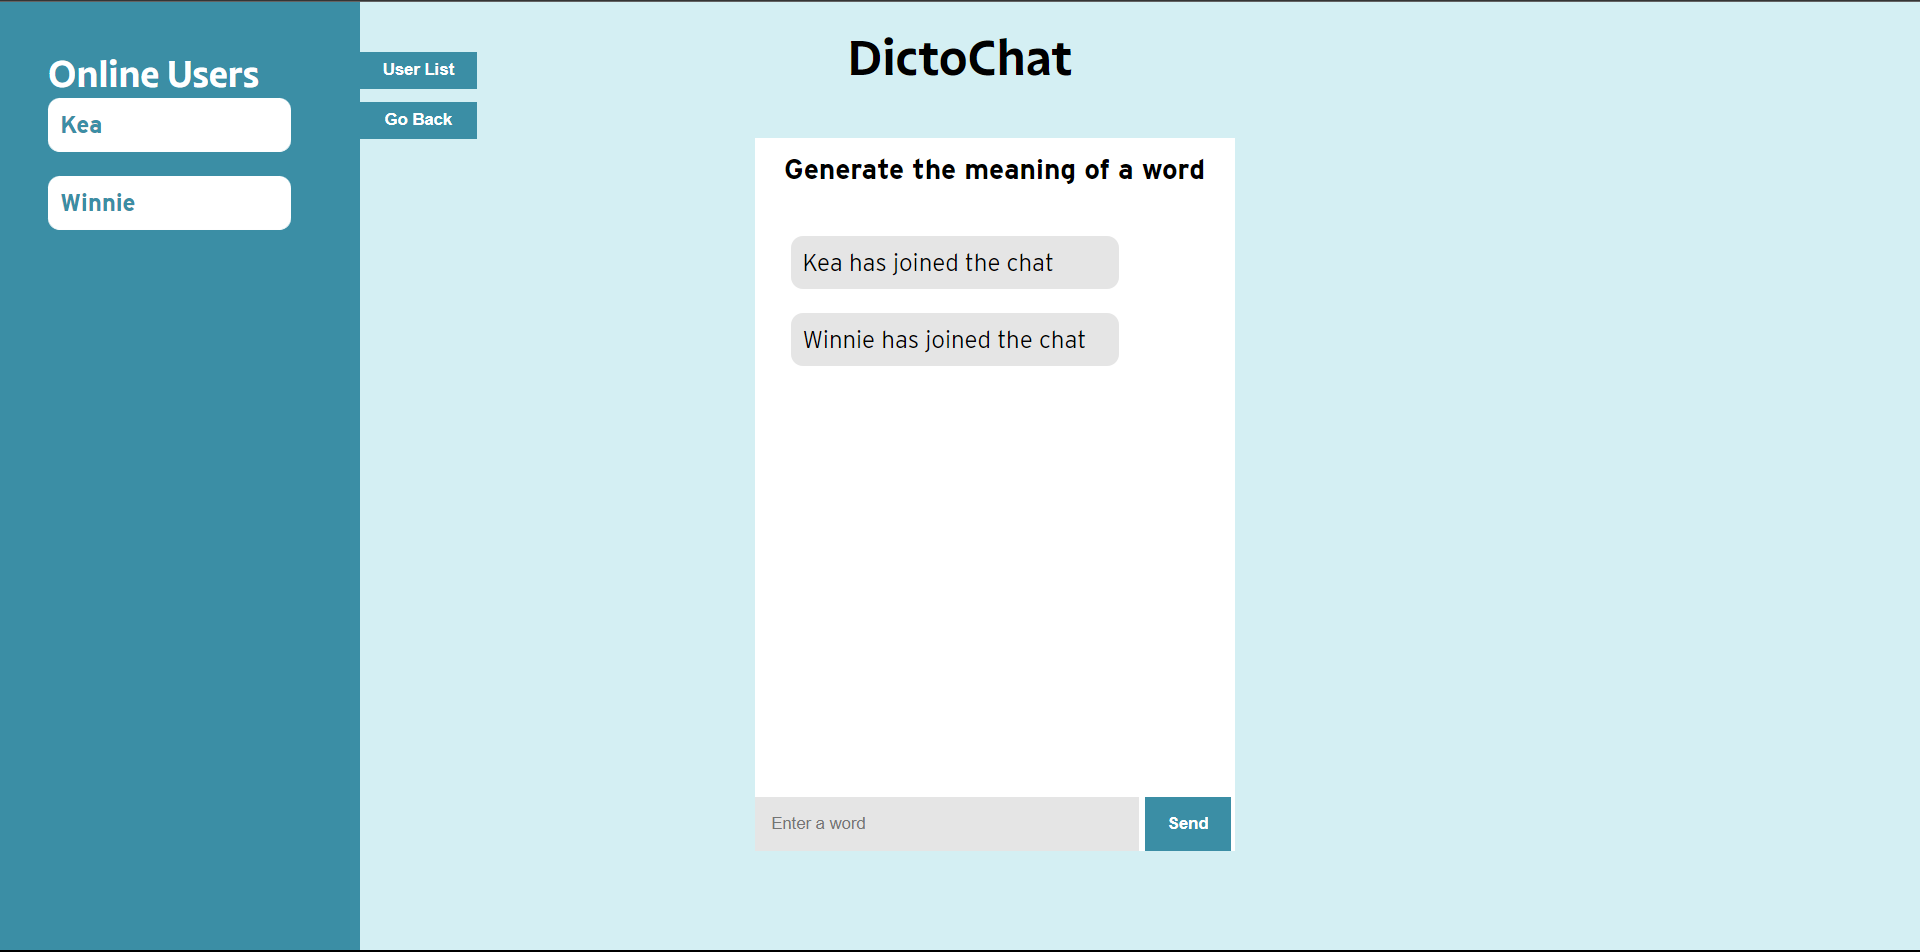 Online Users
Kea
Winnie
User List
Go Back
DictoChat
Generate the meaning of a word
Kea has joined the chat
Winnie has joined the chat
Enter a word
Send